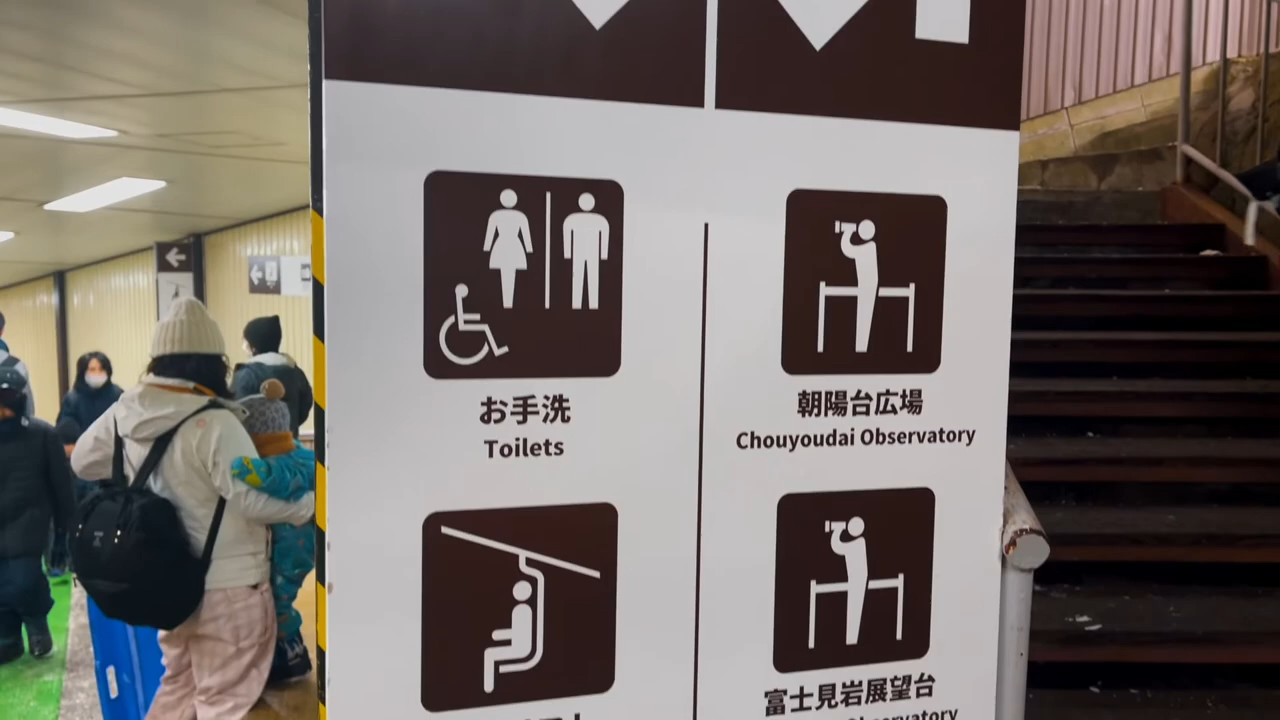 お手洗
Toilets
朝陽台広場
Chouyoudai Observatory
富士見岩展望台
Observatory